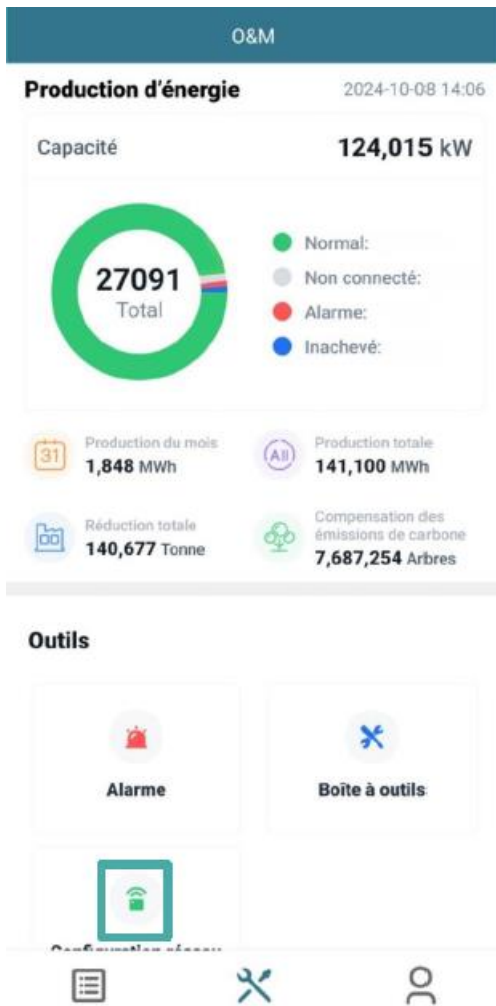 O&M
Production d'énergie 2024-10-08 14:06
Capacité 124,015 kW
27091
Total
Normal:
Non connecté:
Alarme:
Inachevé:
31 Production du mois
1,848 MWh
All Production totale
141,100 MWh
Réduction totale
140,677 Tonne
Compensation des
émissions de carbone
7,687,254 Arbres
Outils
Alarme
Boîte à outils
Configuration réseau